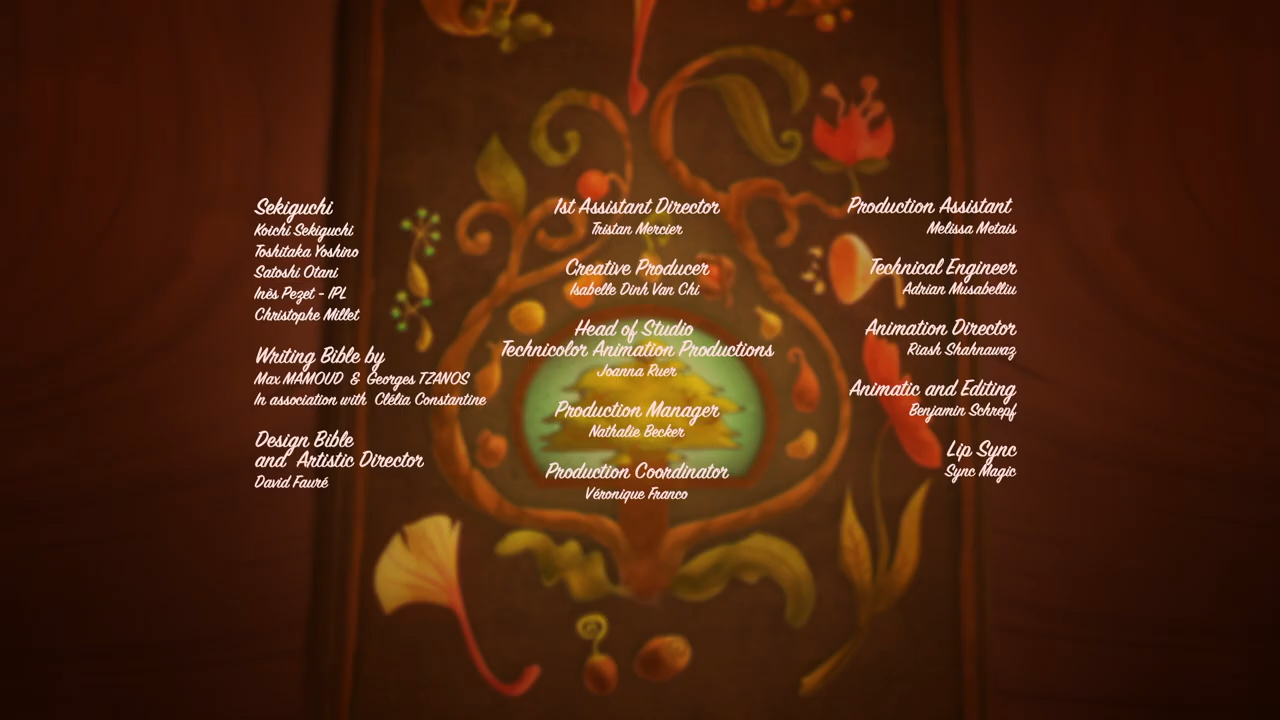 Sekiguchi
Koichi Sekiguchi
Toshitaka Yoshino
Satoshi Otani
Inès Pezet - IPL
Christophe Millet
Writing Bible by
Max MAMOUD & Georges TZANOS
In association with Clélia Constantine
Design Bible
and Artistic Director
David Fauré
1st Assistant Director
Tristan Mercier
Creative Producer
Isabelle Dinh Van Chi
Head of Studio
Technicolor Animation Productions
Joanna Ruer
Production Manager
Nathalie Becker
Production Coordinator
Véronique Franco
Production Assistant
Melissa Metais
Technical Engineer
Adrian Musabelliu
Animation Director
Riash Shahnawaz
Animatic and Editing
Benjamin Schrepf
Lip Sync
Sync Magic